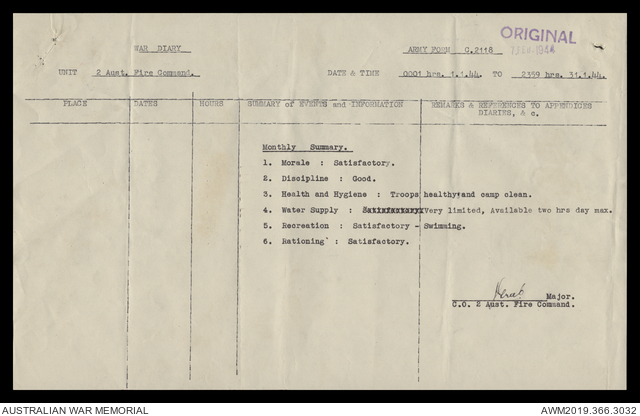 ORIGINAL
WAR DIARY ARMY FORM C.2118
UNIT 2 Aust. Fire Command. DATE & TIME 0001 hrs. 1.1.44. TO 2359 hrs. 31.1.44.
PLACE DATES HOURS SUMMARY of EVENTS and INFORMATION REMARKS & REFERENCES TO APPENDICES
DIARIES, & c.
Monthly Summary.
1. Morale : Satisfactory.
2. Discipline : Good.
3. Health and Hygiene : Troops healthy and camp clean.
4. Water Supply : Satisfactory Very limited, Available two hrs day max.
5. Recreation : Satisfactory - Swimming.
6. Rationing : Satisfactory.
Major.
C.O. 2 Aust. Fire Command.
AUSTRALIAN WAR MEMORIAL AWM2019.366.3032